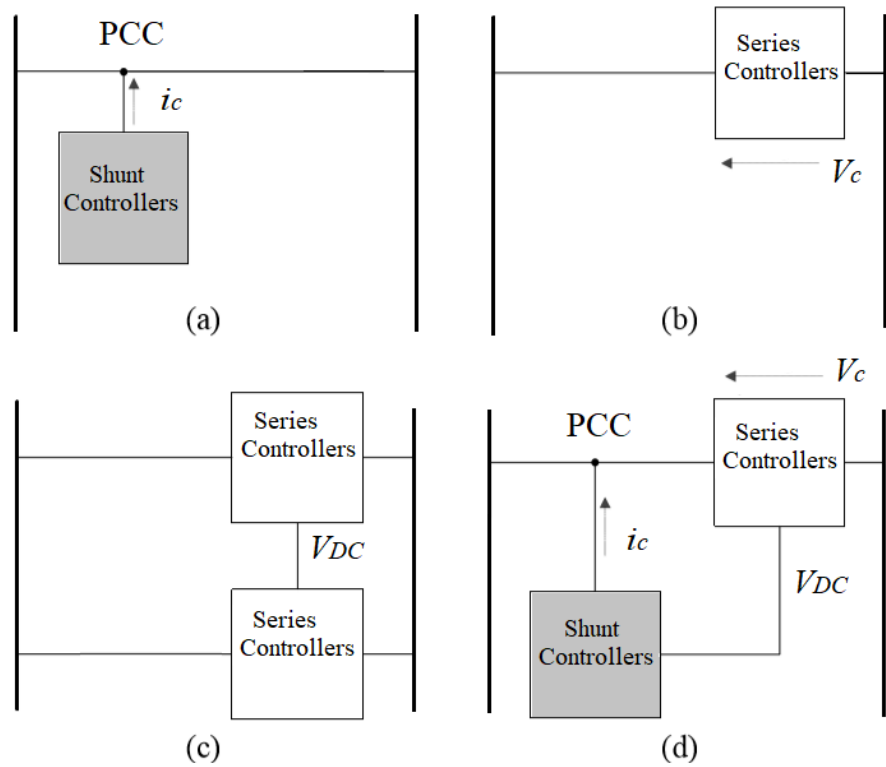 PCC
ic
Shunt
Controllers
(a)
Series
Controllers
Vc
(b)
Series
Controllers
VDC
Series
Controllers
(c)
Vc
PCC
Series
Controllers
ic
VDC
Shunt
Controllers
(d)